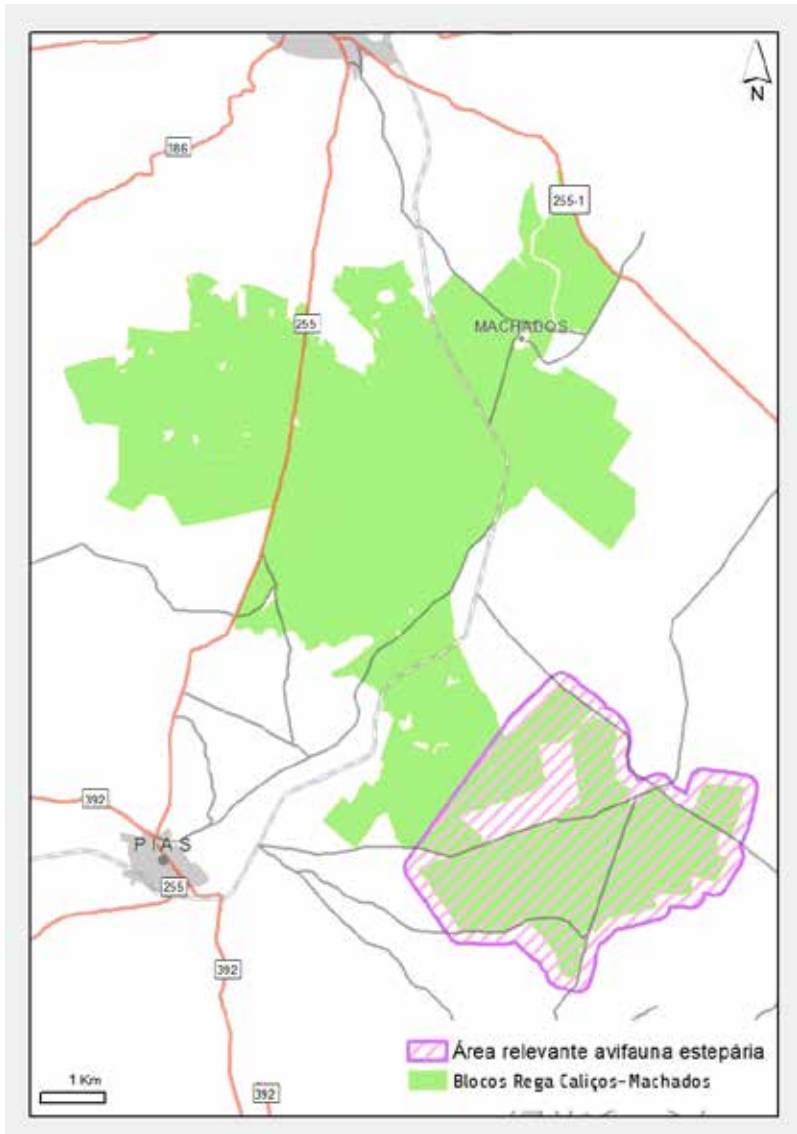 N
186
255-1
255
MACHADOS
392
PIAS
255
392
Área relevante avifauna estepária
Blocos Rega Caliços-Machados
1 Km
392